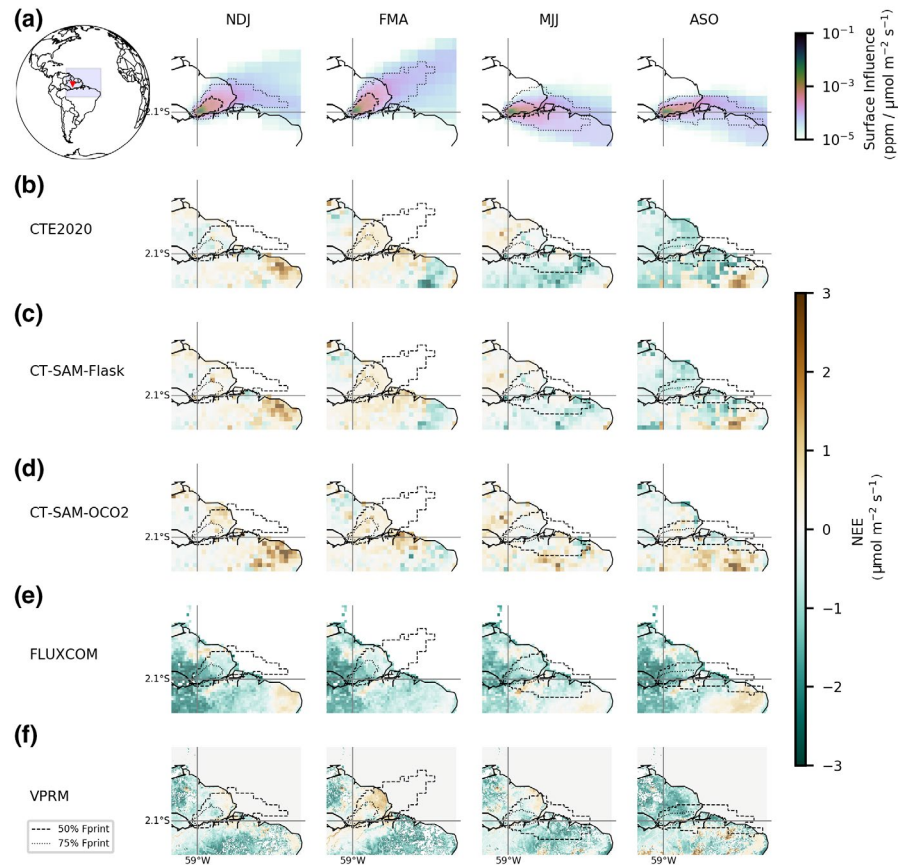 (a)
NDJ FMA MJJ ASO
2.1°S
10⁻¹
10⁻³
10⁻⁵
Surface Influence
(ppm / μmol m⁻² s⁻¹)
(b)
CTE2020
2.1°S
(c)
CT-SAM-Flask
2.1°S
(d)
CT-SAM-OCO2
2.1°S
(e)
FLUXCOM
2.1°S
(f)
VPRM
2.1°S
50% Fprint
75% Fprint
59°W 59°W
3
2
1
0
−1
−2
−3
NEE
(μmol m⁻² s⁻¹)